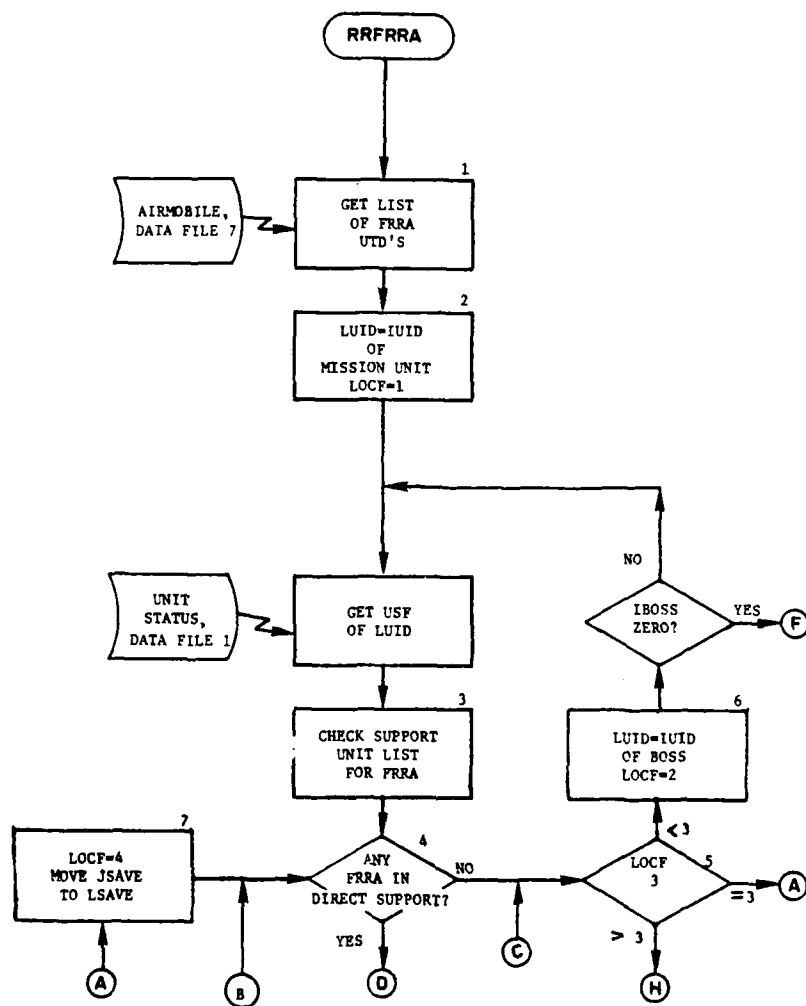 RRFRRA
1
AIRMOBILE,
DATA FILE 7
GET LIST
OF FRRA
UTD'S
2
LUID=IUID
OF
MISSION UNIT
LOCF=1
NO
UNIT
STATUS,
DATA FILE 1
GET USF
OF LUID
IBOSS
ZERO?
YES
F
3
CHECK SUPPORT
UNIT LIST
FOR FRRA
6
LUID=IUID
OF BOSS
LOCF=2
< 3
7
LOCF=4
MOVE JSAVE
TO LSAVE
4
ANY
FRRA IN
DIRECT SUPPORT?
NO
LOCF
3
5
=3
A
YES
> 3
A
B
D
C
H